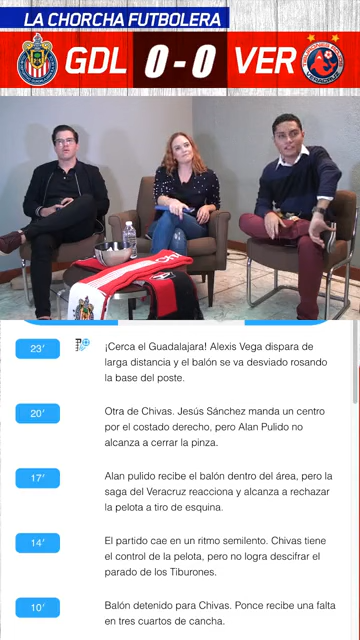 LA CHORCHA FUTBOLERA
GDL 0-0 VER
23'
¡Cerca el Guadalajara! Alexis Vega dispara de
larga distancia y el balón se va desviado rosando
la base del poste.
20'
Otra de Chivas. Jesús Sánchez manda un centro
por el costado derecho, pero Alan Pulido no
alcanza a cerrar la pinza.
17'
Alan pulido recibe el balón dentro del área, pero la
saga del Veracruz reacciona y alcanza a rechazar
la pelota a tiro de esquina.
14'
El partido cae en un ritmo semilento. Chivas tiene
el control de la pelota, pero no logra descifrar el
parado de los Tiburones.
10'
Balón detenido para Chivas. Ponce recibe una falta
en tres cuartos de cancha.